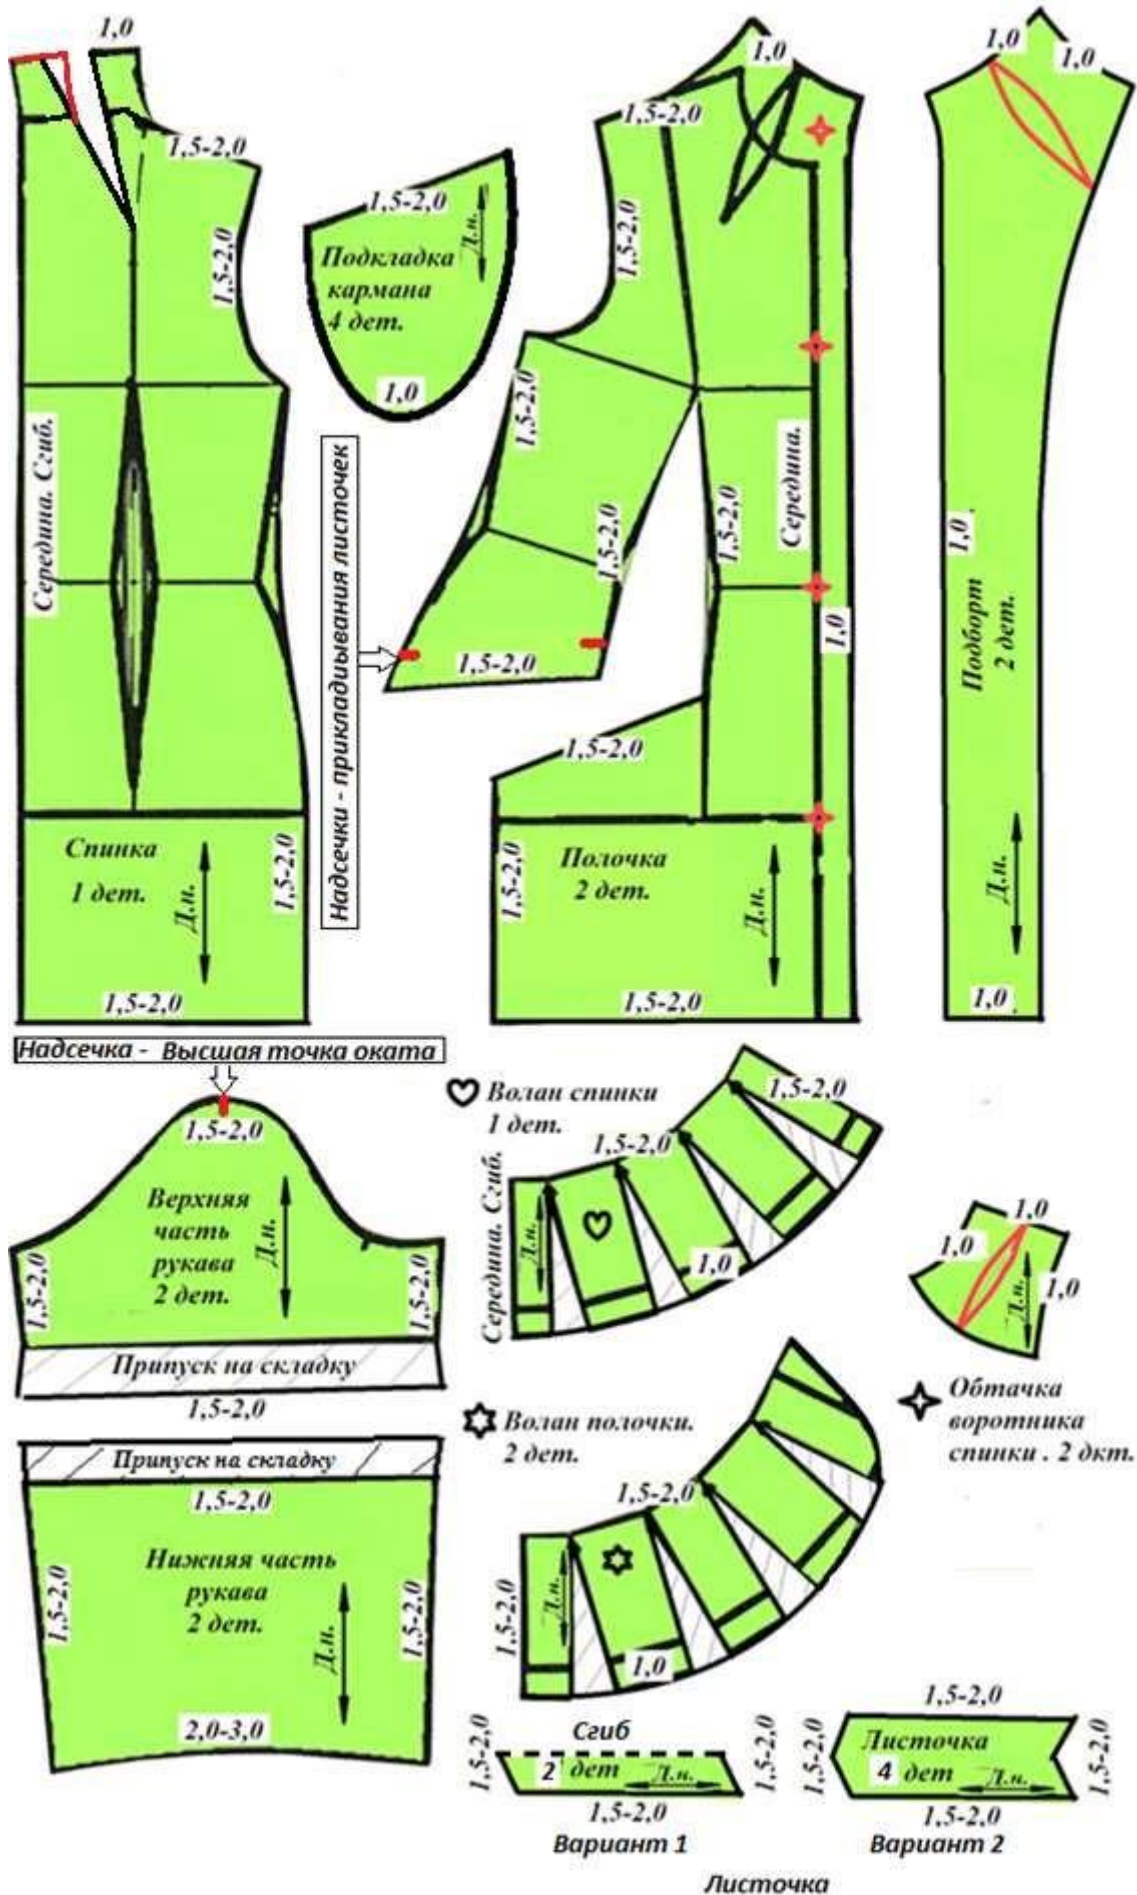 1,0
1,5-2,0
1,5-2,0
Середина. Сгиб.
Спинка
1 дет.
Д.н.
1,5-2,0
1,5-2,0
1,5-2,0
Д.н.
Подкладка
кармана
4 дет.
1,0
Надсечки - прикладиывания листочек
1,0
1,5-2,0
1,5-2,0
1,5-2,0
1,5-2,0
1,5-2,0
1,5-2,0
Середина.
1,0
1,5-2,0
Полочка
2 дет.
Д.н.
1,5-2,0
1,5-2,0
1,0
1,0
1,0
Подборт
2 дет.
Д.н.
1,0
Надсечка - Высшая точка оката
1,5-2,0
Верхняя
часть
рукава
2 дет.
Д.н.
1,5-2,0
1,5-2,0
Припуск на складку
1,5-2,0
Припуск на складку
1,5-2,0
Нижняя часть
рукава
2 дет.
Д.н.
1,5-2,0
1,5-2,0
2,0-3,0
Волан спинки
1 дет.
1,5-2,0
1,5-2,0
Середина. Сгиб.
Д.н.
1,0
1,0
1,0
1,0
Д.н.
Обтачка
воротника
спинки . 2 дкт.
Волан полочки.
2 дет.
1,5-2,0
1,5-2,0
Д.н.
1,0
Сгиб
1,5-2,0
2 дет
Д.н.
1,5-2,0
1,5-2,0
Вариант 1
1,5-2,0
1,5-2,0
Листочка
4 дет
Д.н.
1,5-2,0
1,5-2,0
Вариант 2
Листочка